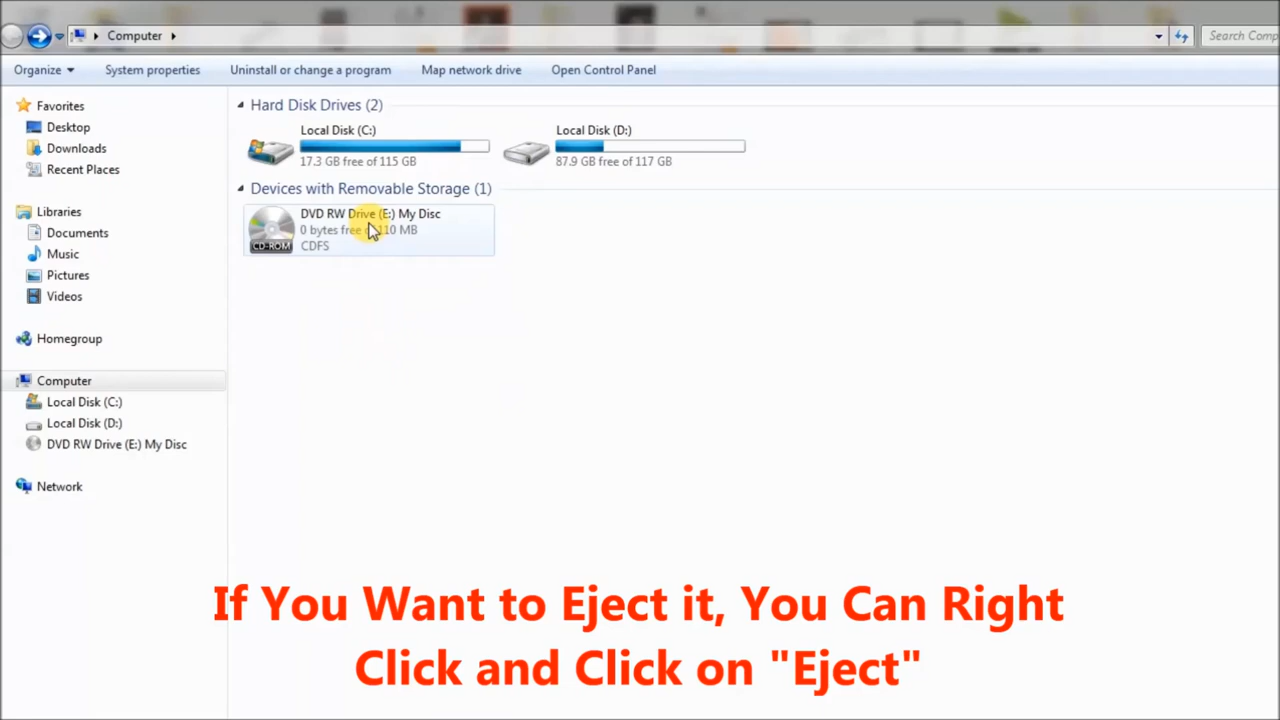 Computer
Search Comp
Organize
System properties
Uninstall or change a program
Map network drive
Open Control Panel
Favorites
Desktop
Downloads
Recent Places
Libraries
Documents
Music
Pictures
Videos
Homegroup
Computer
Local Disk (C:)
Local Disk (D:)
DVD RW Drive (E:) My Disc
Network
Hard Disk Drives (2)
Local Disk (C:)
17.3 GB free of 115 GB
Local Disk (D:)
87.9 GB free of 117 GB
Devices with Removable Storage (1)
DVD RW Drive (E:) My Disc
0 bytes free of 110 MB
CDFS
CD-ROM
If You Want to Eject it, You Can Right
Click and Click on "Eject"